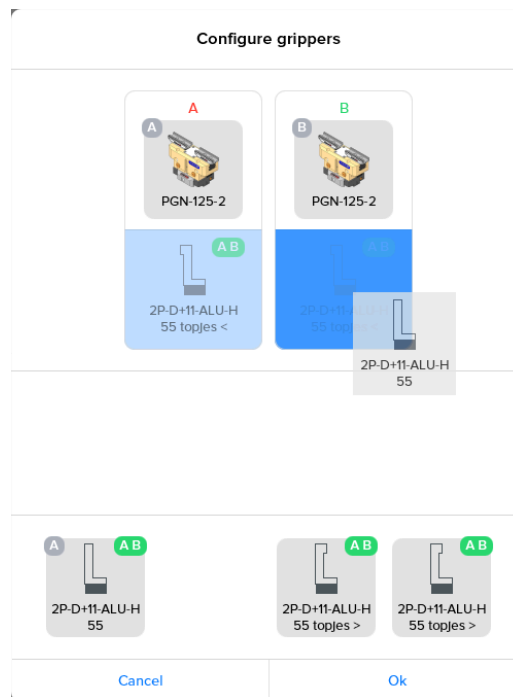 Configure grippers
A
B
A
B
PGN-125-2
PGN-125-2
A B
A B
2P-D+11-ALU-H
55 topjes <
2P-D+11-ALU-H
55
A
A B
A B
A B
2P-D+11-ALU-H
55
2P-D+11-ALU-H
55 topjes >
2P-D+11-ALU-H
55 topjes >
Cancel
Ok